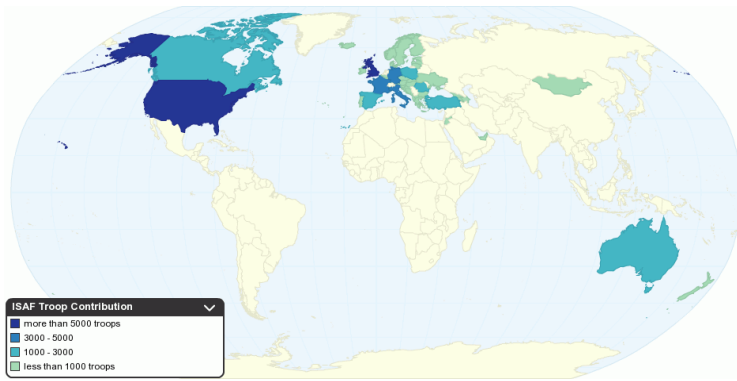 ISAF Troop Contribution
more than 5000 troops
3000 - 5000
1000 - 3000
less than 1000 troops